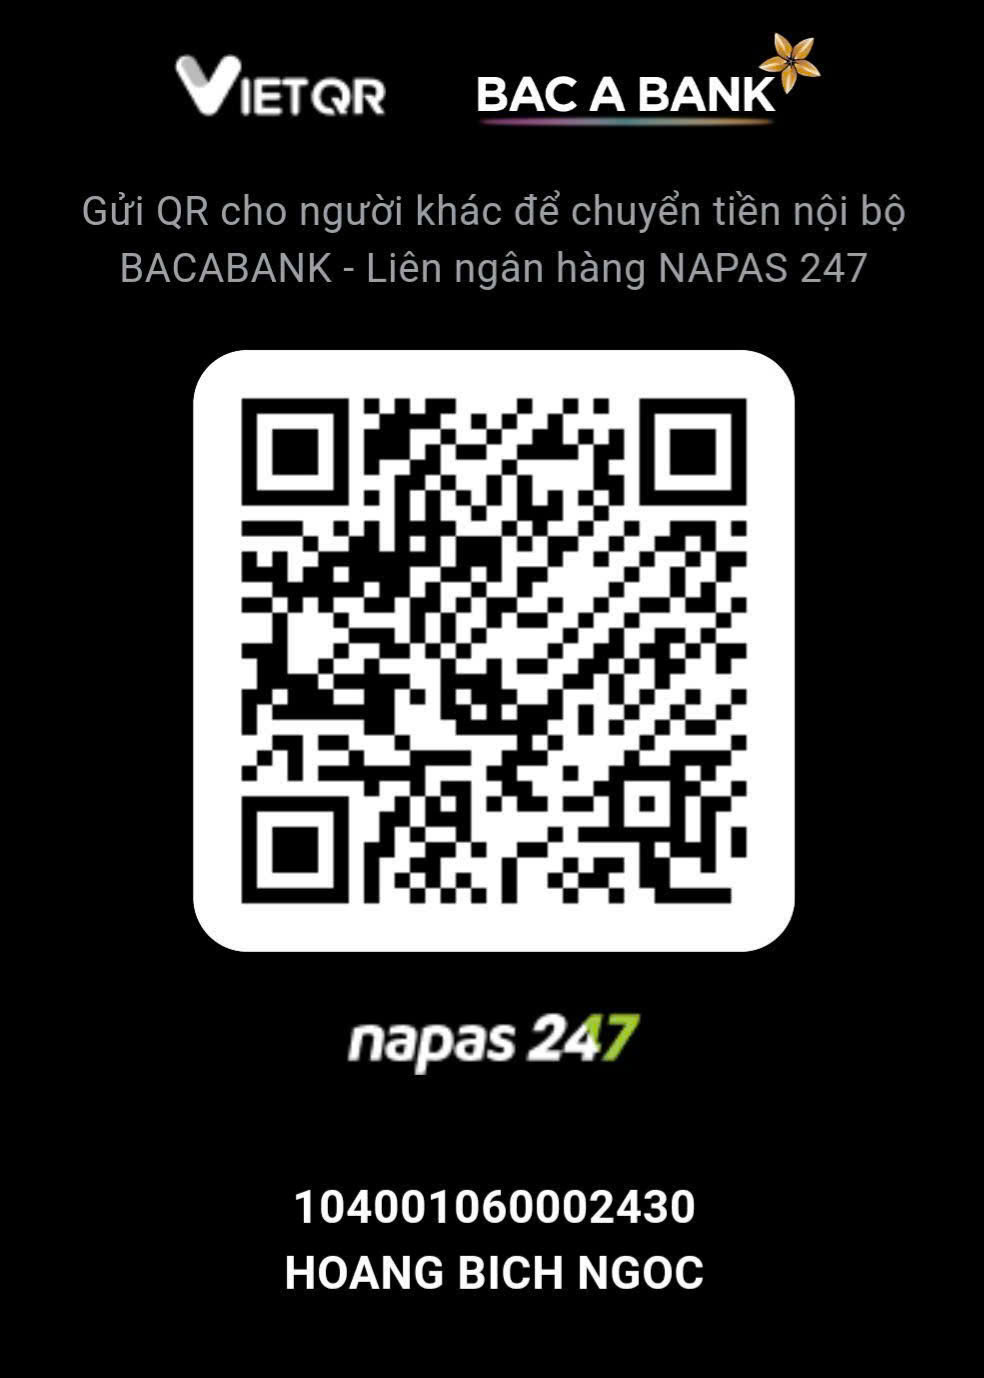 VIETQR BAC A BANK
Gửi QR cho người khác để chuyển tiền nội bộ
BACABANK - Liên ngân hàng NAPAS 247
napas 247
104001060002430
HOANG BICH NGOC